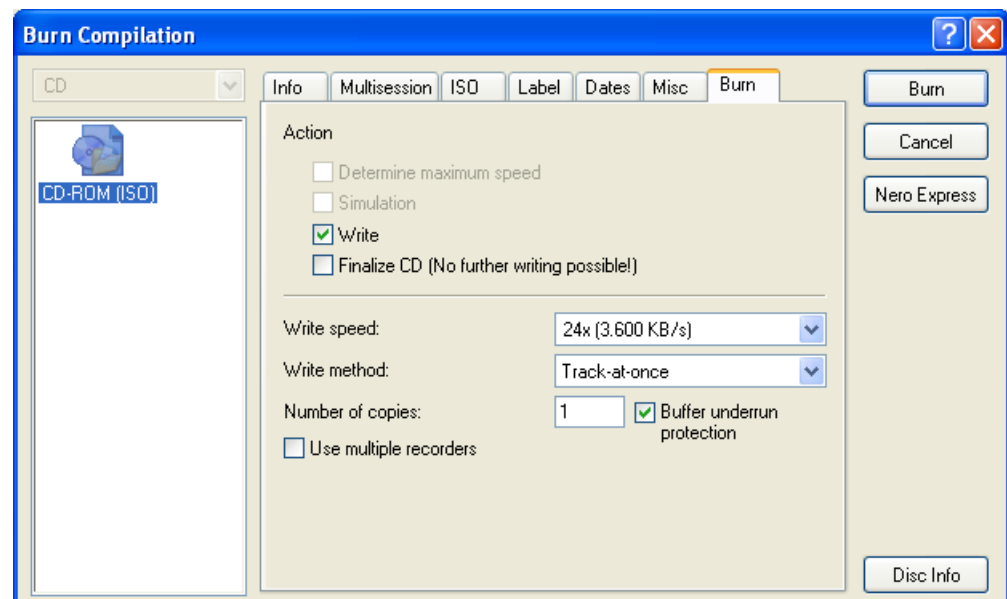 Burn Compilation
CD
CD-ROM (ISO)
Info Multisession ISO Label Dates Misc Burn
Action
Determine maximum speed
Simulation
Write
Finalize CD (No further writing possible!)
Write speed: 24x (3.600 KB/s)
Write method: Track-at-once
Number of copies: 1 Buffer underrun
protection
Use multiple recorders
Burn
Cancel
Nero Express
Disc Info